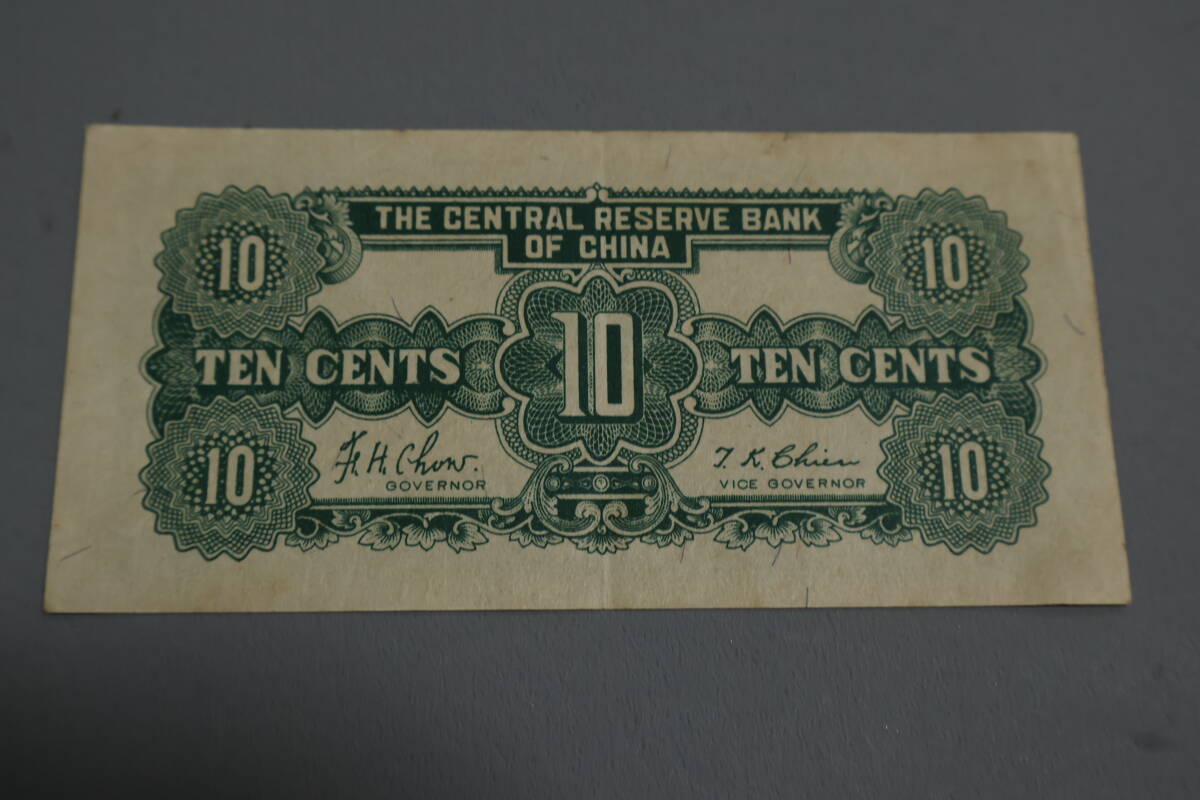 THE CENTRAL RESERVE BANK
OF CHINA
10 10
TEN CENTS 10 TEN CENTS
10 F. H. Chow. T. K. Chien 10
GOVERNOR VICE GOVERNOR